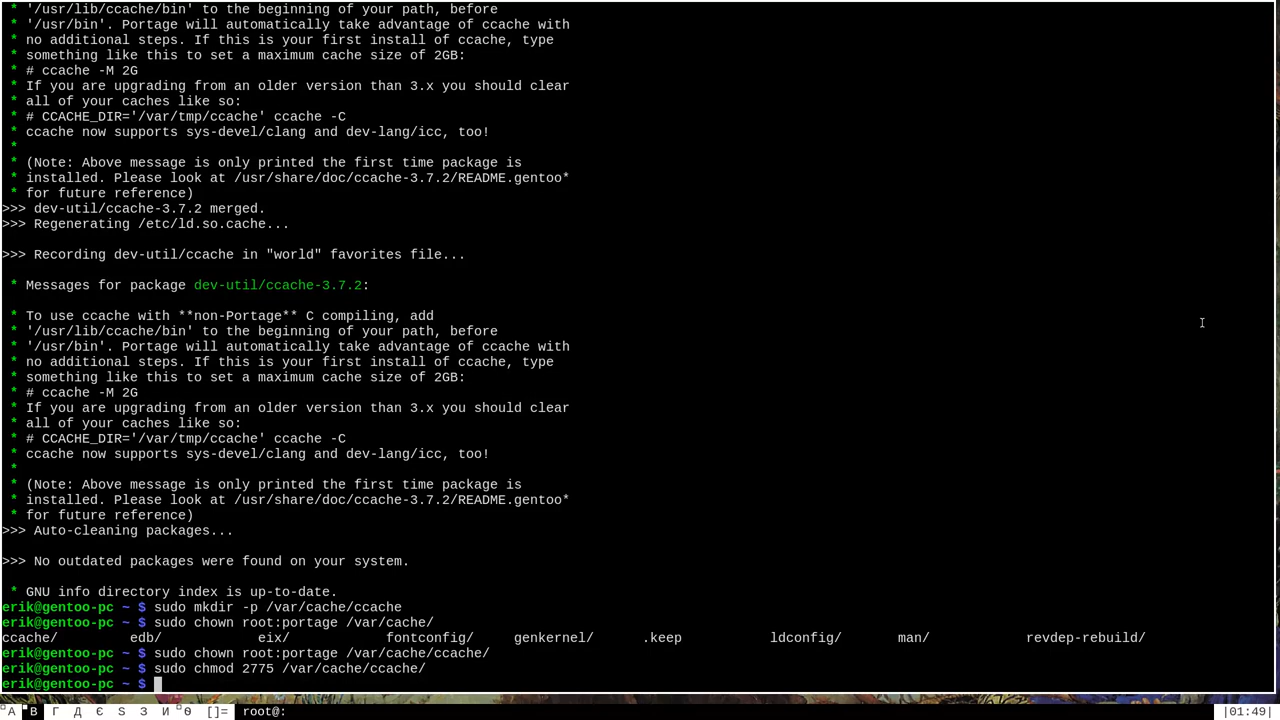 * '/usr/lib/ccache/bin' to the beginning of your path, before
* '/usr/bin'. Portage will automatically take advantage of ccache with
* no additional steps. If this is your first install of ccache, type
* something like this to set a maximum cache size of 2GB:
* # ccache -M 2G
* If you are upgrading from an older version than 3.x you should clear
* all of your caches like so:
* # CCACHE_DIR='/var/tmp/ccache' ccache -C
* ccache now supports sys-devel/clang and dev-lang/icc, too!
*
* (Note: Above message is only printed the first time package is
* installed. Please look at /usr/share/doc/ccache-3.7.2/README.gentoo*
* for future reference)
>>> dev-util/ccache-3.7.2 merged.
>>> Regenerating /etc/ld.so.cache...
>>> Recording dev-util/ccache in "world" favorites file...
* Messages for package dev-util/ccache-3.7.2:
* To use ccache with **non-Portage** C compiling, add
* '/usr/lib/ccache/bin' to the beginning of your path, before
* '/usr/bin'. Portage will automatically take advantage of ccache with
* no additional steps. If this is your first install of ccache, type
* something like this to set a maximum cache size of 2GB:
* # ccache -M 2G
* If you are upgrading from an older version than 3.x you should clear
* all of your caches like so:
* # CCACHE_DIR='/var/tmp/ccache' ccache -C
* ccache now supports sys-devel/clang and dev-lang/icc, too!
*
* (Note: Above message is only printed the first time package is
* installed. Please look at /usr/share/doc/ccache-3.7.2/README.gentoo*
* for future reference)
>>> Auto-cleaning packages...
>>> No outdated packages were found on your system.
* GNU info directory index is up-to-date.
erik@gentoo-pc ~ $ sudo mkdir -p /var/cache/ccache
erik@gentoo-pc ~ $ sudo chown root:portage /var/cache/
ccache/ edb/ eix/ fontconfig/ genkernel/ .keep ldconfig/ man/ revdep-rebuild/
erik@gentoo-pc ~ $ sudo chown root:portage /var/cache/ccache/
erik@gentoo-pc ~ $ sudo chmod 2775 /var/cache/ccache/
erik@gentoo-pc ~ $
А В Г Д Є Ѕ З И Ѳ []= root@: |01:49|